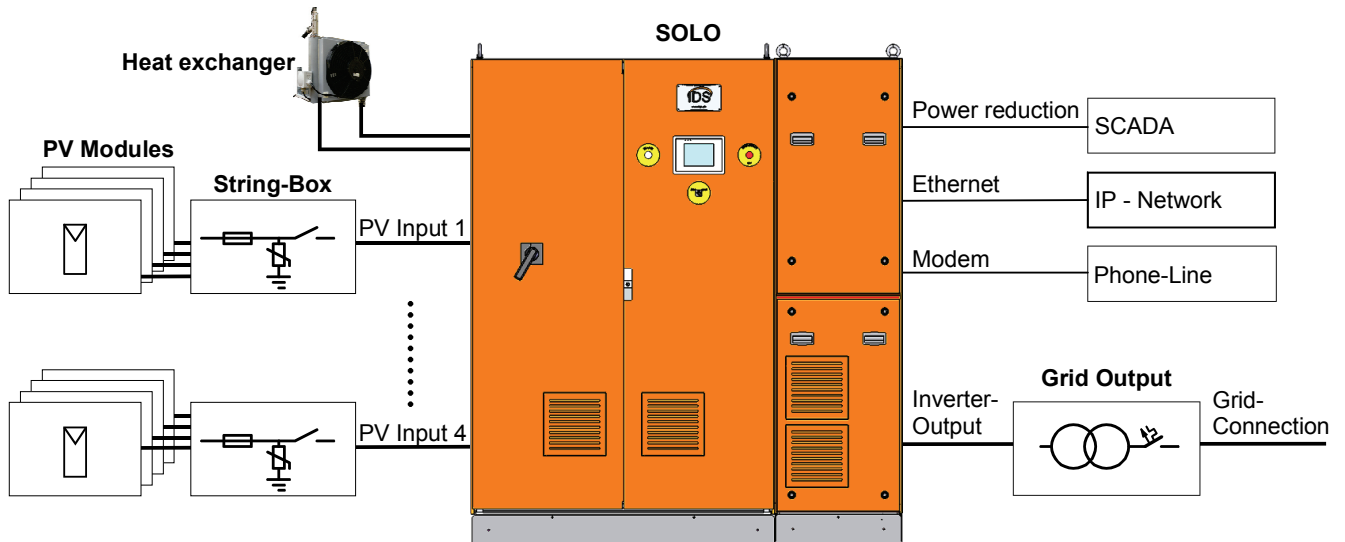 SOLO
Heat exchanger
IDS
PV Modules
String-Box
PV Input 1
PV Input 4
Power reduction
SCADA
Ethernet
IP - Network
Modem
Phone-Line
Grid Output
Inverter-
Output
Grid-
Connection